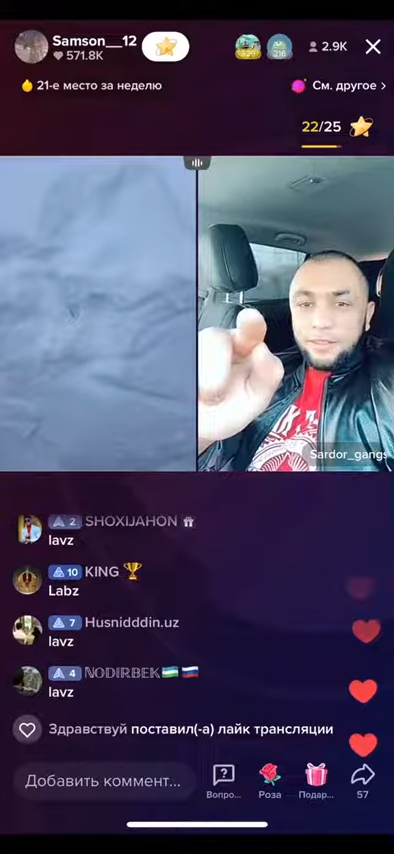 Samson__12
571.8K
2.9K
21-е место за неделю
См. другое >
22/25
Sardor_gangs
2 SHOXIJAHON
lavz
10 KING
Labz
7 Husnidddin.uz
lavz
4 NODIRBEK
lavz
Здравствуй поставил(-а) лайк трансляции
Добавить коммент...
Вопро...
Роза
Подар...
57